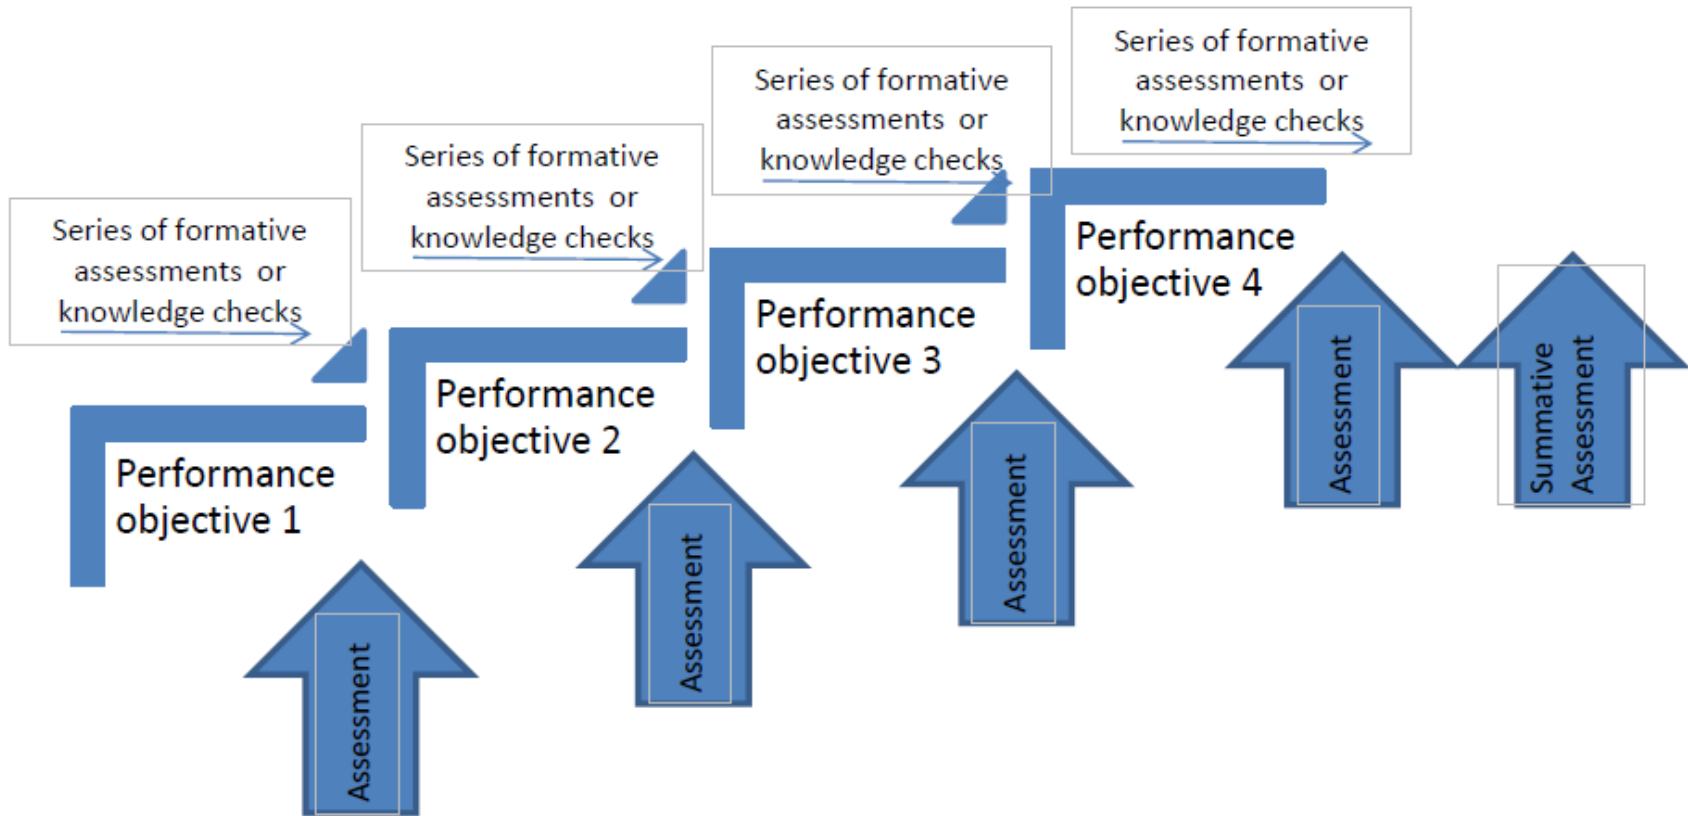 Series of formative
assessments or
knowledge checks
Series of formative
assessments or
knowledge checks
Series of formative
assessments or
knowledge checks
Series of formative
assessments or
knowledge checks
Performance
objective 1
Performance
objective 2
Performance
objective 3
Performance
objective 4
Assessment
Assessment
Assessment
Assessment
Summative
Assessment